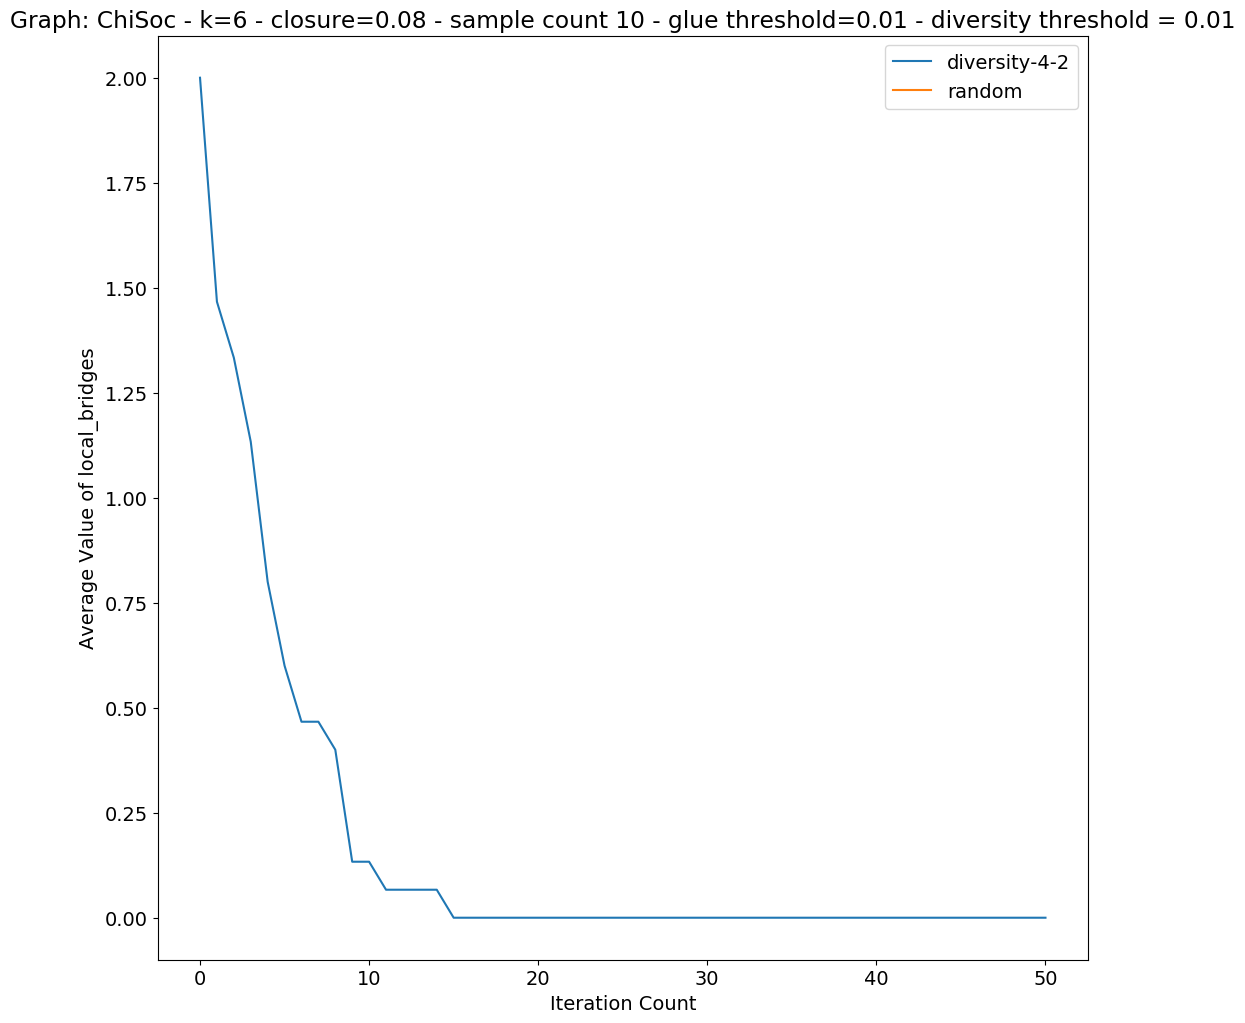 Graph: ChiSoc - k=6 - closure=0.08 - sample count 10 - glue threshold=0.01 - diversity threshold = 0.01
diversity-4-2
random
2.00
1.75
1.50
1.25
1.00
0.75
0.50
0.25
0.00
Average Value of local_bridges
0 10 20 30 40 50
Iteration Count